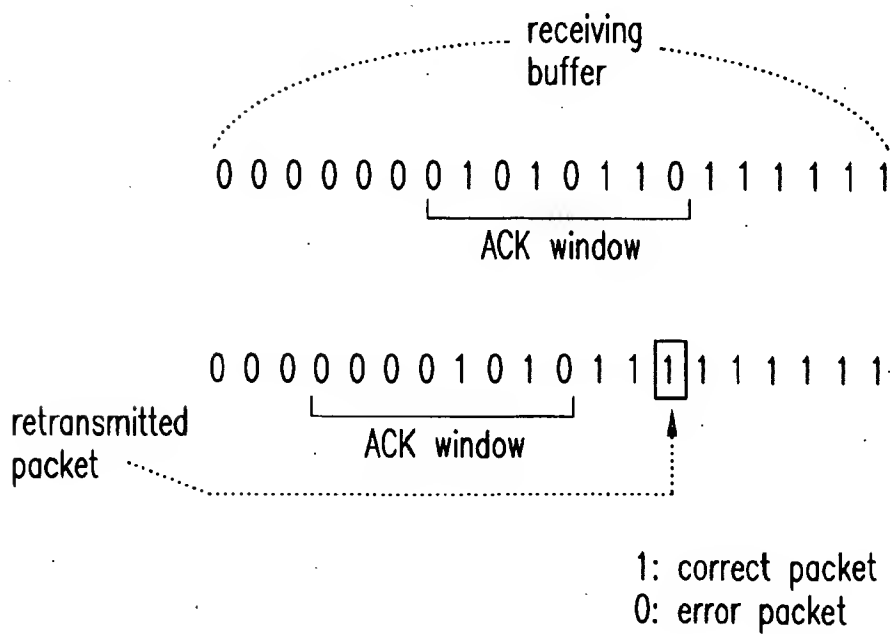 receiving
buffer
0 0 0 0 0 0 0 1 0 1 0 1 1 0 1 1 1 1 1 1
ACK window
0 0 0 0 0 0 0 1 0 1 0 1 1 1 1 1 1 1 1 1
retransmitted
packet
ACK window
1: correct packet
0: error packet